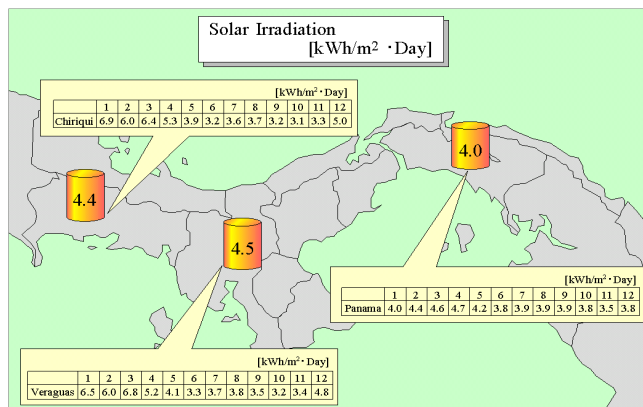 Solar Irradiation
[kWh/m² ・Day]
[kWh/m²・Day]
1 2 3 4 5 6 7 8 9 10 11 12
Chiriqui 6.9 6.0 6.4 5.3 3.9 3.2 3.6 3.7 3.2 3.1 3.3 5.0
4.4
4.0
4.5
[kWh/m²・Day]
1 2 3 4 5 6 7 8 9 10 11 12
Panama 4.0 4.4 4.6 4.7 4.2 3.8 3.9 3.9 3.9 3.8 3.5 3.8
[kWh/m²・Day]
1 2 3 4 5 6 7 8 9 10 11 12
Veraguas 6.5 6.0 6.8 5.2 4.1 3.3 3.7 3.8 3.5 3.2 3.4 4.8